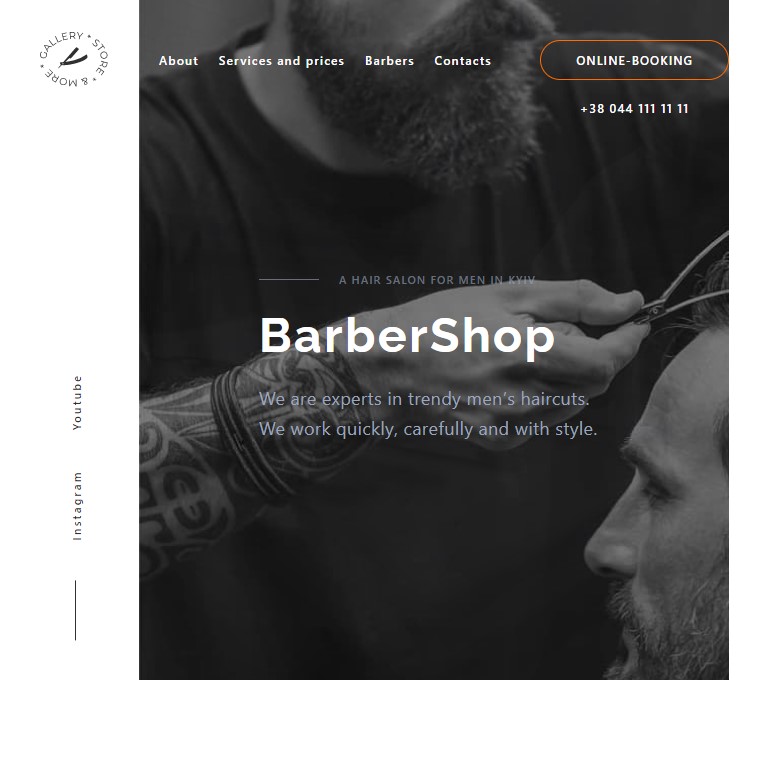 GALLERY * STORE * & MORE *
About
Services and prices
Barbers
Contacts
ONLINE-BOOKING
+38 044 111 11 11
A HAIR SALON FOR MEN IN KYIV
BarberShop
We are experts in trendy men’s haircuts.
We work quickly, carefully and with style.
Youtube
Instagram